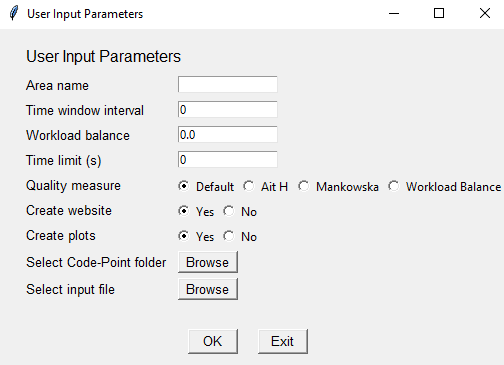 User Input Parameters
User Input Parameters
Area name
Time window interval 0
Workload balance 0.0
Time limit (s) 0
Quality measure Default Ait H Mankowska Workload Balance
Create website Yes No
Create plots Yes No
Select Code-Point folder Browse
Select input file Browse
OK Exit